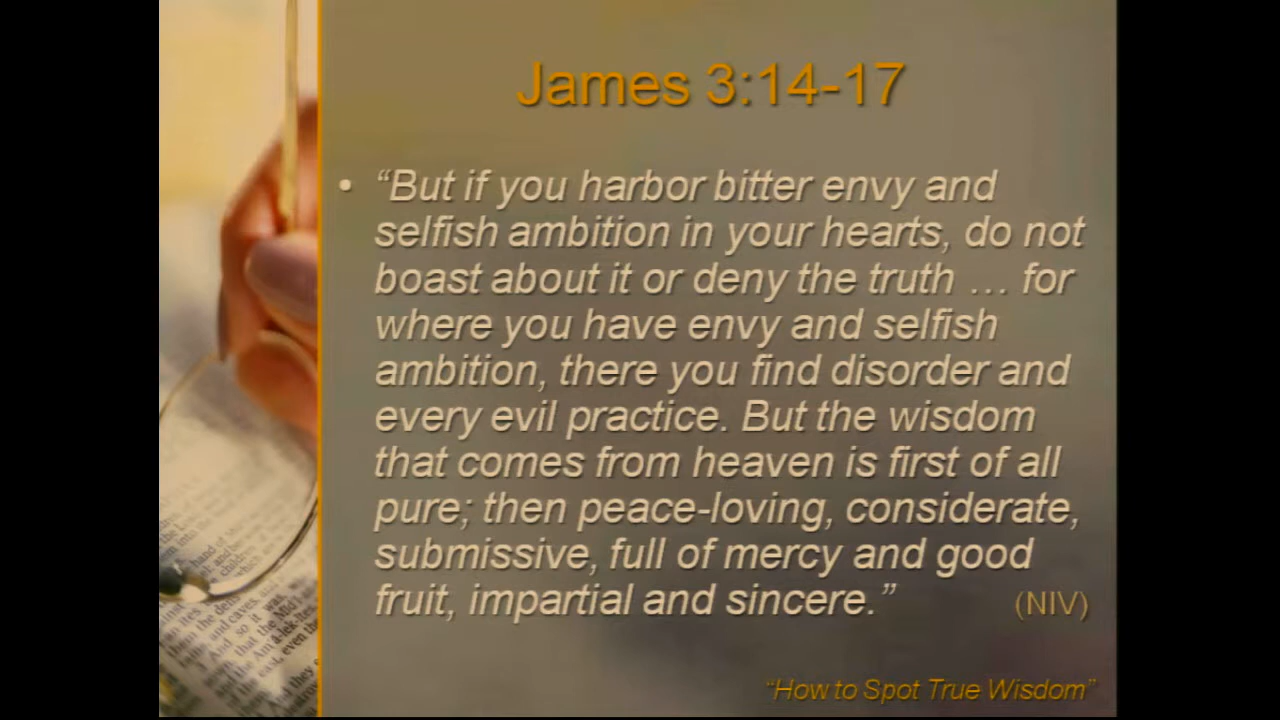 James 3:14-17
• “But if you harbor bitter envy and
selfish ambition in your hearts, do not
boast about it or deny the truth … for
where you have envy and selfish
ambition, there you find disorder and
every evil practice. But the wisdom
that comes from heaven is first of all
pure; then peace-loving, considerate,
submissive, full of mercy and good
fruit, impartial and sincere.” (NIV)
“How to Spot True Wisdom”